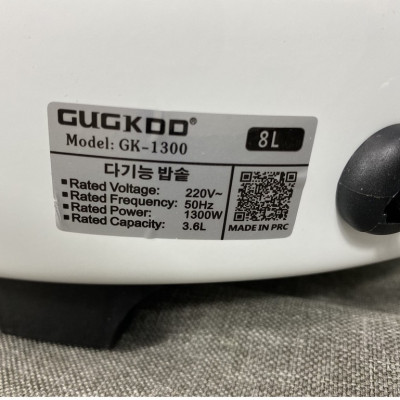 GUGKDD®
8L
Model: GK-1300
다기능 밥솥
Rated Voltage: 220V~
Rated Frequency: 50Hz
Rated Power: 1300W
Rated Capacity: 3.6L
MADE IN PRC